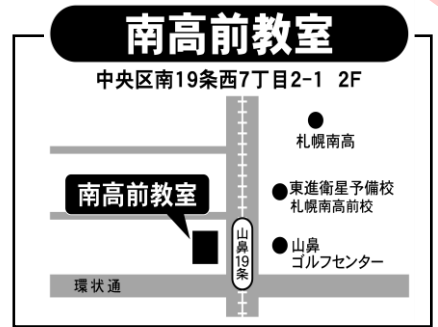 南高前教室
中央区南19条西7丁目2-1 2F
札幌南高
南高前教室
東進衛星予備校
札幌南高前校
山鼻19条
山鼻
ゴルフセンター
環状通